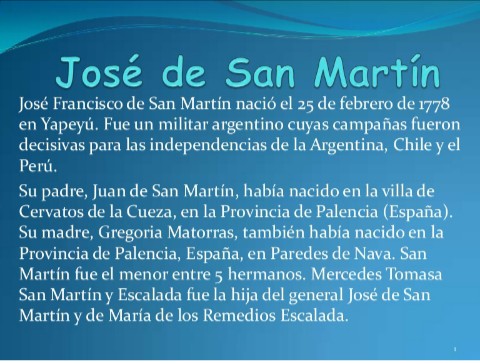 José de San Martín
José Francisco de San Martín nació el 25 de febrero de 1778
en Yapeyú. Fue un militar argentino cuyas campañas fueron
decisivas para las independencias de la Argentina, Chile y el
Perú.
Su padre, Juan de San Martín, había nacido en la villa de
Cervatos de la Cueza, en la Provincia de Palencia (España).
Su madre, Gregoria Matorras, también había nacido en la
Provincia de Palencia, España, en Paredes de Nava. San
Martín fue el menor entre 5 hermanos. Mercedes Tomasa
San Martín y Escalada fue la hija del general José de San
Martín y de María de los Remedios Escalada.
1